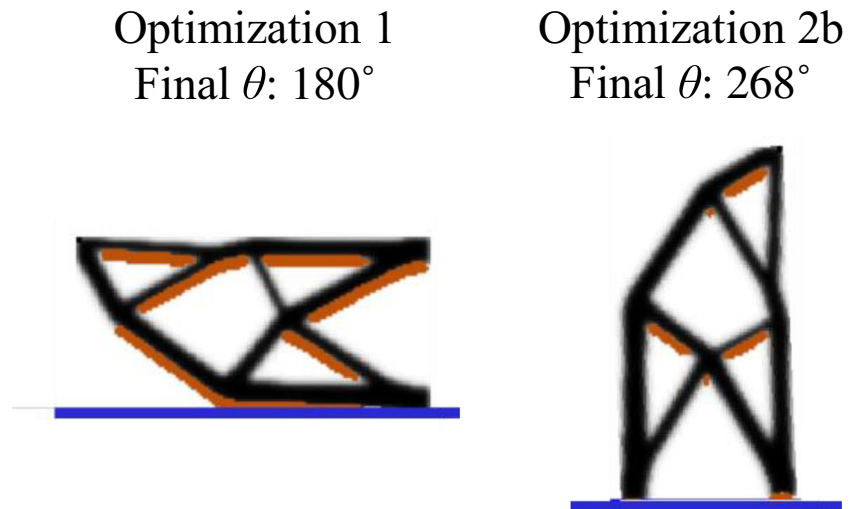 Optimization 1
Final θ: 180˚
Optimization 2b
Final θ: 268˚